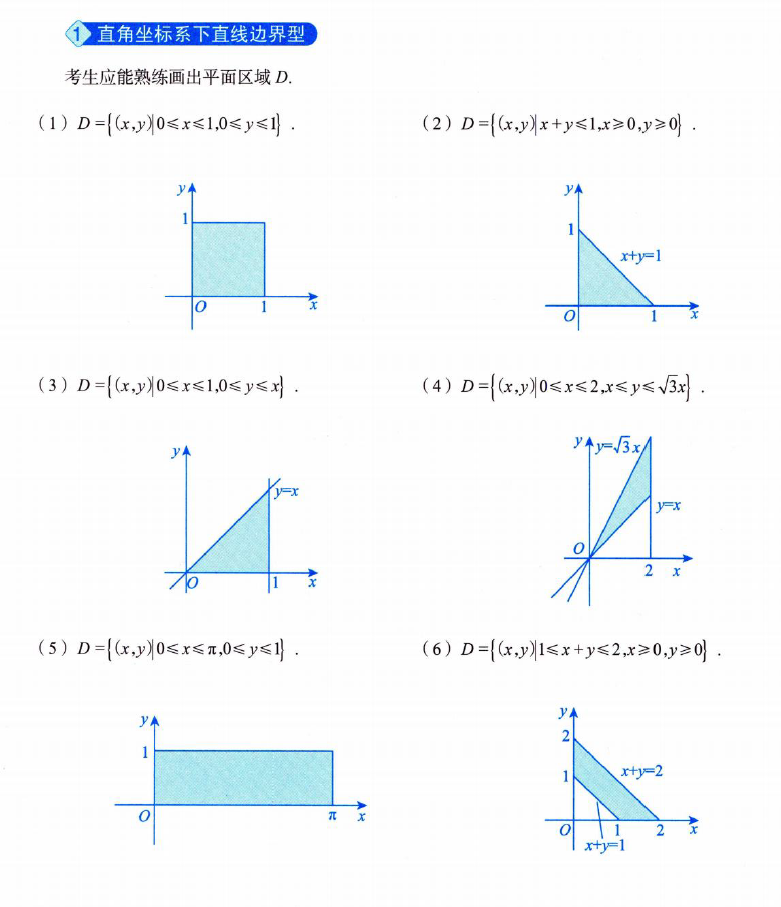 1 直角坐标系下直线边界型
考生应能熟练画出平面区域 D.
(1) D={(x,y)|0≤x≤1,0≤y≤1}.
(2) D={(x,y)|x+y≤1,x≥0,y≥0}.
y
1
O
1
x
y
1
x+y=1
O
1
x
(3) D={(x,y)|0≤x≤1,0≤y≤x}.
(4) D={(x,y)|0≤x≤2,x≤y≤√3x}.
y
y=x
O
1
x
y
y=√3x
y=x
O
2
x
(5) D={(x,y)|0≤x≤π,0≤y≤1}.
(6) D={(x,y)|1≤x+y≤2,x≥0,y≥0}.
y
1
O
π
x
y
2
x+y=2
1
O
1
2
x
x+y=1